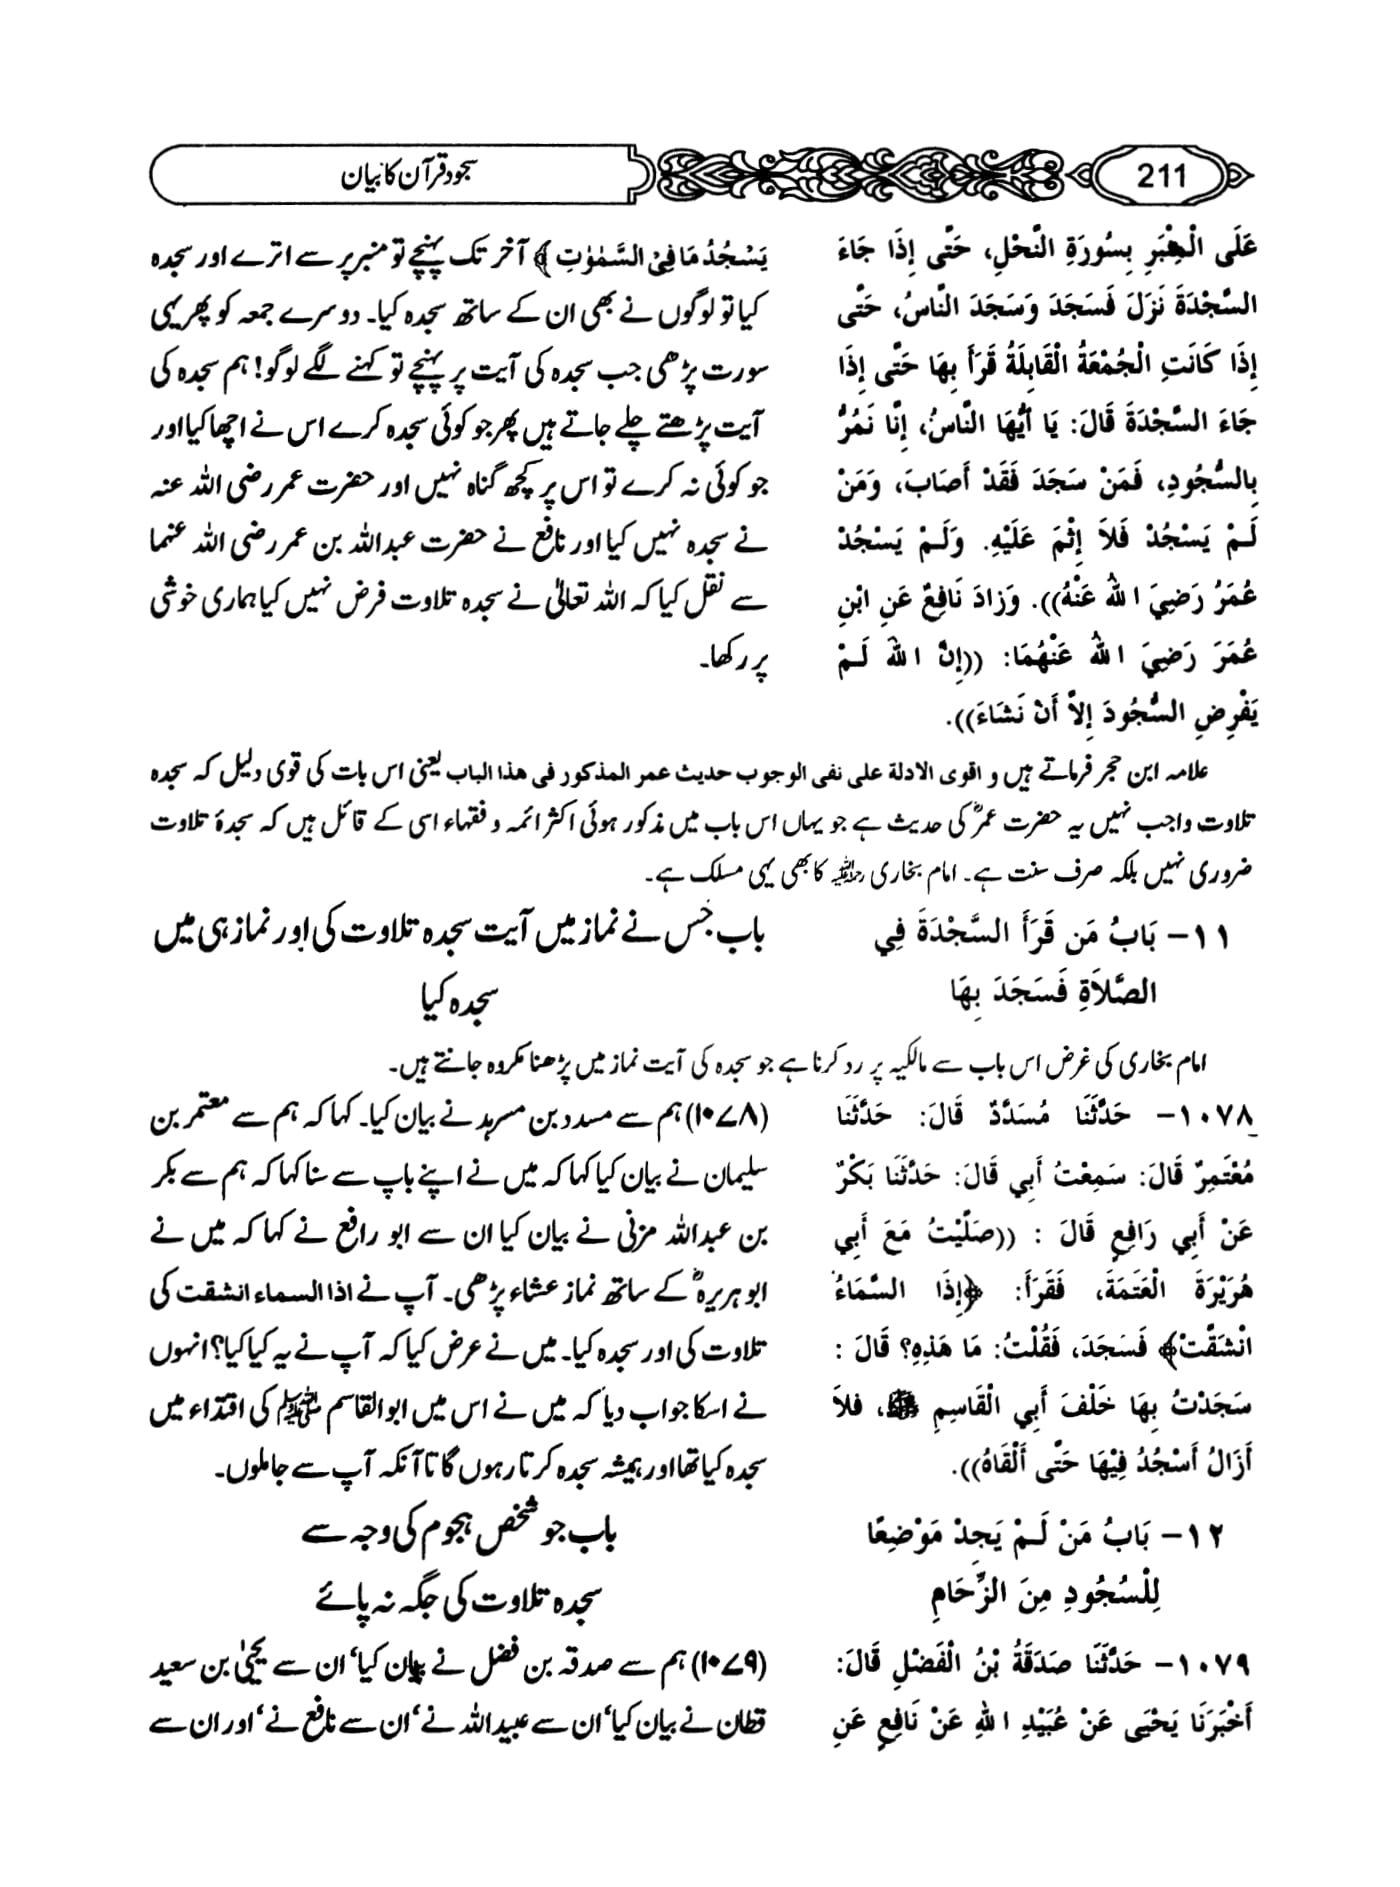 211
سجود قرآن کا بیان
عَلَى الْمِنْبَرِ بِسُورَةِ النَّحْلِ، حَتَّى إِذَا جَاءَ
السَّجْدَةَ نَزَلَ فَسَجَدَ وَسَجَدَ النَّاسُ، حَتَّى
إِذَا كَانَتِ الْجُمْعَةُ الْقَابِلَةُ قَرَأَ بِهَا حَتَّى إِذَا
جَاءَ السَّجْدَةَ قَالَ: يَا أَيُّهَا النَّاسُ، إِنَّا نَمُرُّ
بِالسُّجُودِ، فَمَنْ سَجَدَ فَقَدْ أَصَابَ، وَمَنْ
لَمْ يَسْجُدْ فَلاَ إِثْمَ عَلَيْهِ. وَلَمْ يَسْجُدْ
عُمَرُ رَضِيَ اللهُ عَنْهُ)). وَزَادَ نَافِعٌ عَنِ ابْنِ
عُمَرَ رَضِيَ اللهُ عَنْهُمَا: ((إِنَّ اللهَ لَمْ
يَفْرِضِ السُّجُودَ إِلاَّ أَنْ نَشَاءَ)).
یَسْجُدُ مَا فِی السَّمٰوٰتِ ﴾ آخر تک پہنچے تو منبر پر سے اترے اور سجدہ
کیا تو لوگوں نے بھی ان کے ساتھ سجدہ کیا۔ دوسرے جمعہ کو پھر یہی
سورت پڑھی جب سجدہ کی آیت پر پہنچے تو کہنے لگے لوگو! ہم سجدہ کی
آیت پڑھتے چلے جاتے ہیں پھر جو کوئی سجدہ کرے اس نے اچھا کیا اور
جو کوئی نہ کرے تو اس پر کچھ گناہ نہیں اور حضرت عمر رضی اللہ عنہ
نے سجدہ نہیں کیا اور نافع نے حضرت عبداللہ بن عمر رضی اللہ عنہما
سے نقل کیا کہ اللہ تعالیٰ نے سجدہ تلاوت فرض نہیں کیا ہماری خوشی
پر رکھا۔
علامہ ابن حجر فرماتے ہیں و اقوی الادلة علی نفی الوجوب حدیث عمر المذکور فی هذا الباب یعنی اس بات کی قوی دلیل کہ سجدہ
تلاوت واجب نہیں یہ حضرت عمرؓ کی حدیث ہے جو یہاں اس باب میں مذکور ہوئی اکثر ائمہ و فقہاء اسی کے قائل ہیں کہ سجدۂ تلاوت
ضروری نہیں بلکہ صرف سنت ہے۔ امام بخاری رحمہ اللہ کا بھی یہی مسلک ہے۔
١١- بَابُ مَن قَرَأَ السَّجْدَةَ فِي
الصَّلاَةِ فَسَجَدَ بِهَا
باب جس نے نماز میں آیت سجدہ تلاوت کی اور نماز ہی میں
سجدہ کیا
امام بخاری کی غرض اس باب سے مالکیہ پر رد کرنا ہے جو سجدہ کی آیت نماز میں پڑھنا مکروہ جانتے ہیں۔
١٠٧٨- حَدَّثَنَا مُسَدَّدٌ قَالَ: حَدَّثَنَا
مُعْتَمِرٌ قَالَ: سَمِعْتُ أَبِي قَالَ: حَدَّثَنَا بَكْرٌ
عَنْ أَبِي رَافِعٍ قَالَ : ((صَلَّيْتُ مَعَ أَبِي
هُرَيْرَةَ الْعَتَمَةَ، فَقَرَأَ: ﴿إِذَا السَّمَاءُ
انْشَقَّتْ﴾ فَسَجَدَ، فَقُلْتُ: مَا هَذِهِ؟ قَالَ :
سَجَدْتُ بِهَا خَلْفَ أَبِي الْقَاسِمِ ﷺ، فَلاَ
أَزَالُ أَسْجُدُ فِيْهَا حَتَّى أَلْقَاهُ)).
(۱۰۷۸) ہم سے مسدد بن مسرہد نے بیان کیا۔ کہا کہ ہم سے معتمر بن
سلیمان نے بیان کیا کہا کہ میں نے اپنے باپ سے سنا کہا کہ ہم سے بکر
بن عبداللہ مزنی نے بیان کیا ان سے ابو رافع نے کہا کہ میں نے
ابو ہریرہؓ کے ساتھ نماز عشاء پڑھی۔ آپ نے اذا السماء انشقت کی
تلاوت کی اور سجدہ کیا۔ میں نے عرض کیا کہ آپ نے یہ کیا کیا؟ انہوں
نے اسکا جواب دیا کہ میں نے اس میں ابوالقاسم ﷺ کی اقتداء میں
سجدہ کیا تھا اور ہمیشہ سجدہ کرتا رہوں گا تا آنکہ آپ سے جا ملوں۔
١٢- بَابُ مَنْ لَمْ يَجِدْ مَوْضِعًا
لِلْسُجُودِ مِنَ الزِّحَامِ
باب جو شخص ہجوم کی وجہ سے
سجدہ تلاوت کی جگہ نہ پائے
١٠٧٩- حَدَّثَنَا صَدَقَةُ بْنُ الْفَضْلِ قَالَ:
أَخْبَرَنَا يَحْيَى عَنْ عُبَيْدِ اللهِ عَنْ نَافِعٍ عَنِ
(۱۰۷۹) ہم سے صدقہ بن فضل نے بیان کیا، ان سے یحییٰ بن سعید
قطان نے بیان کیا، ان سے عبیداللہ نے، ان سے نافع نے، اور ان سے